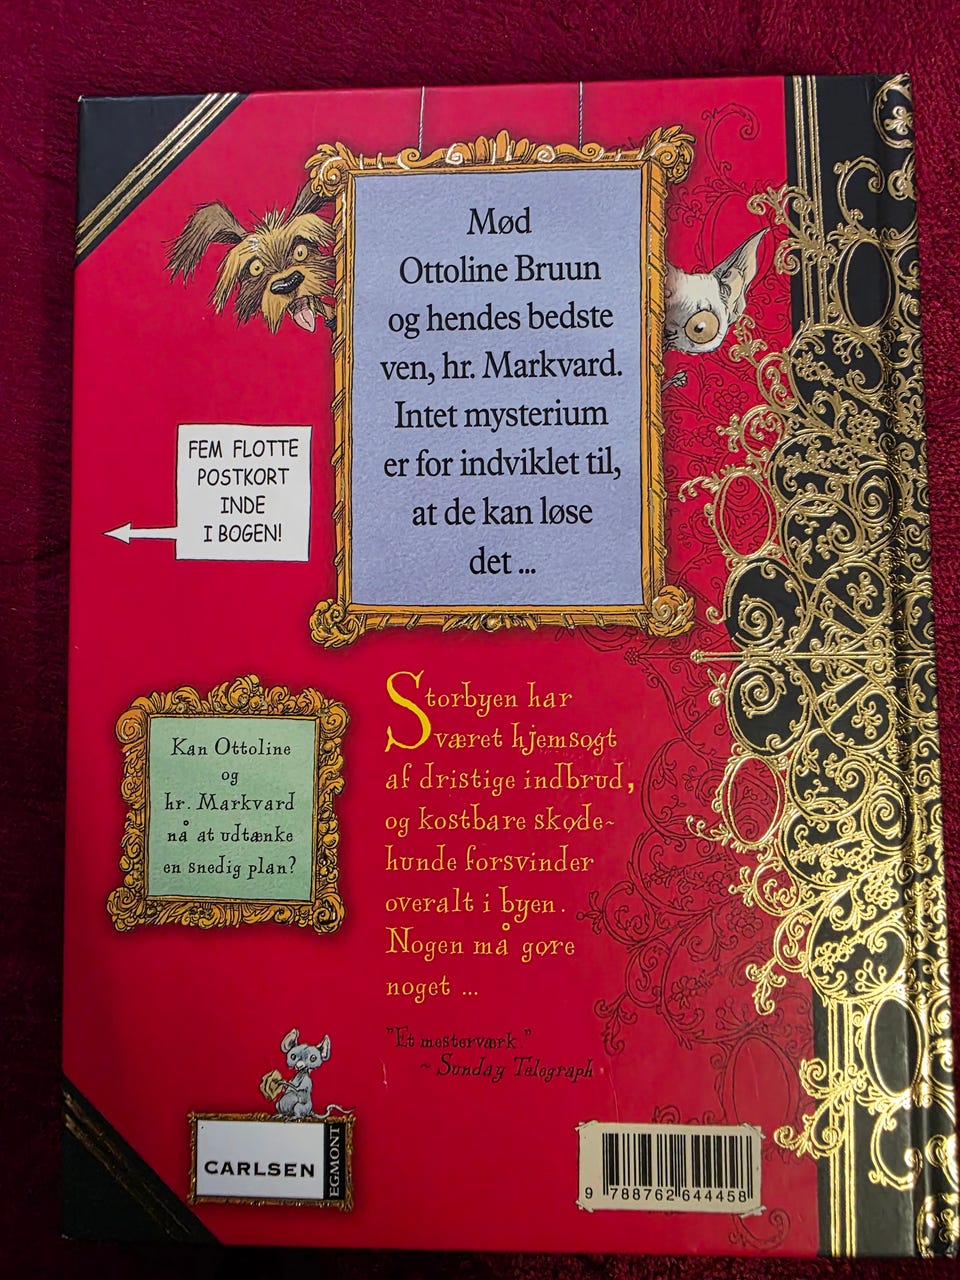 Mød
Ottoline Bruun
og hendes bedste
ven, hr. Markvard.
Intet mysterium
er for indviklet til,
at de kan løse
det ...
FEM FLOTTE
POSTKORT
INDE
I BOGEN!
Kan Ottoline
og
hr. Markvard
nå at udtænke
en snedig plan?
Storbyen har
været hjemsøgt
af dristige indbrud,
og kostbare skøde-
hunde forsvinder
overalt i byen.
Nogen må gøre
noget ...
"Et mesterværk."
~ Sunday Telegraph
CARLSEN
EGMONT
9 788762 644458